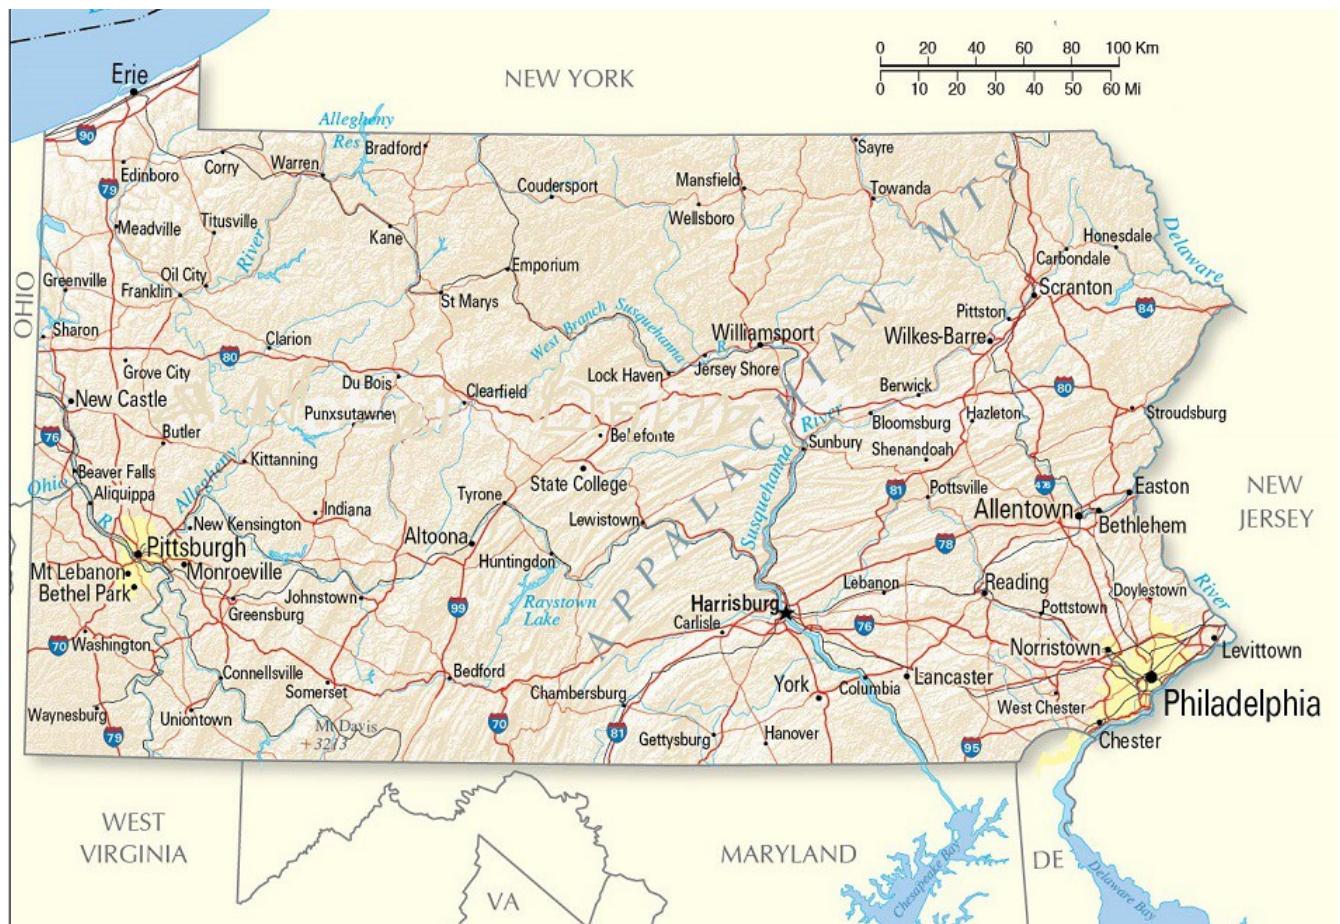 0 20 40 60 80 100 Km
0 10 20 30 40 50 60 Mi
Erie
NEW YORK
90
Allegheny
Res
Bradford
Sayre
Corry
Warren
Edinboro
79
Coudersport
Mansfield
Towanda
Wellsboro
Meadville
Titusville
River
Kane
Delaware
Honesdale
Carbondale
OHIO
Greenville
Oil City
Franklin
Emporium
St Marys
Scranton
84
Pittston
Sharon
80
Clarion
West Branch Susquehanna
R
Williamsport
Wilkes-Barre
Grove City
Du Bois
Lock Haven
Jersey Shore
Clearfield
Berwick
80
New Castle
Punxsutawney
Bloomsburg
Hazleton
Stroudsburg
River
76
Butler
Bellefonte
Sunbury
Shenandoah
Beaver Falls
Allegheny
Kittanning
State College
Susquehanna
Ohio
Aliquippa
R
Tyrone
81
Pottsville
476
Easton
NEW
JERSEY
Indiana
New Kensington
Lewistown
Allentown
Bethlehem
Altoona
Pittsburgh
Huntingdon
78
Monroeville
Mt Lebanon
Bethel Park
Johnstown
Greensburg
99
Raystown
Lake
APPALACHIAN MTS
Lebanon
Reading
Doylestown
River
Harrisburg
Carlisle
76
Pottstown
70
Washington
Norristown
Levittown
Connellsville
Bedford
Somerset
Chambersburg
York
Columbia
Lancaster
West Chester
Philadelphia
Waynesburg
79
Uniontown
Mt Davis
+ 3213
70
81
Gettysburg
Hanover
95
Chester
WEST
VIRGINIA
VA
MARYLAND
Chesapeake Bay
DE
Delaware Bay